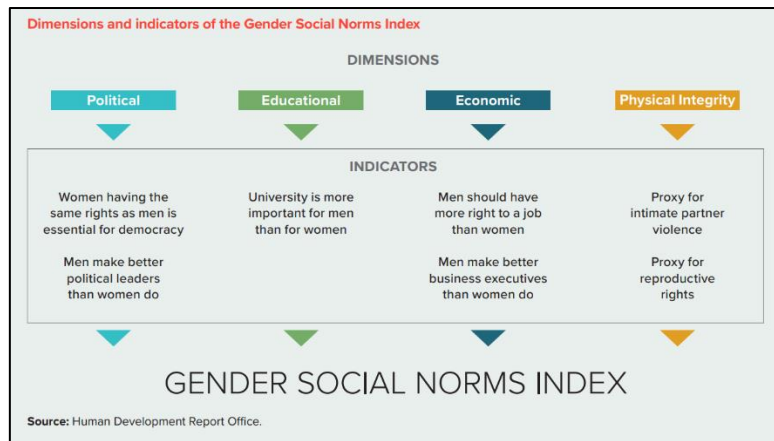 Dimensions and indicators of the Gender Social Norms Index
DIMENSIONS
Political
Educational
Economic
Physical Integrity
INDICATORS
Women having the
same rights as men is
essential for democracy
Men make better
political leaders
than women do
University is more
important for men
than for women
Men should have
more right to a job
than women
Men make better
business executives
than women do
Proxy for
intimate partner
violence
Proxy for
reproductive
rights
GENDER SOCIAL NORMS INDEX
Source: Human Development Report Office.